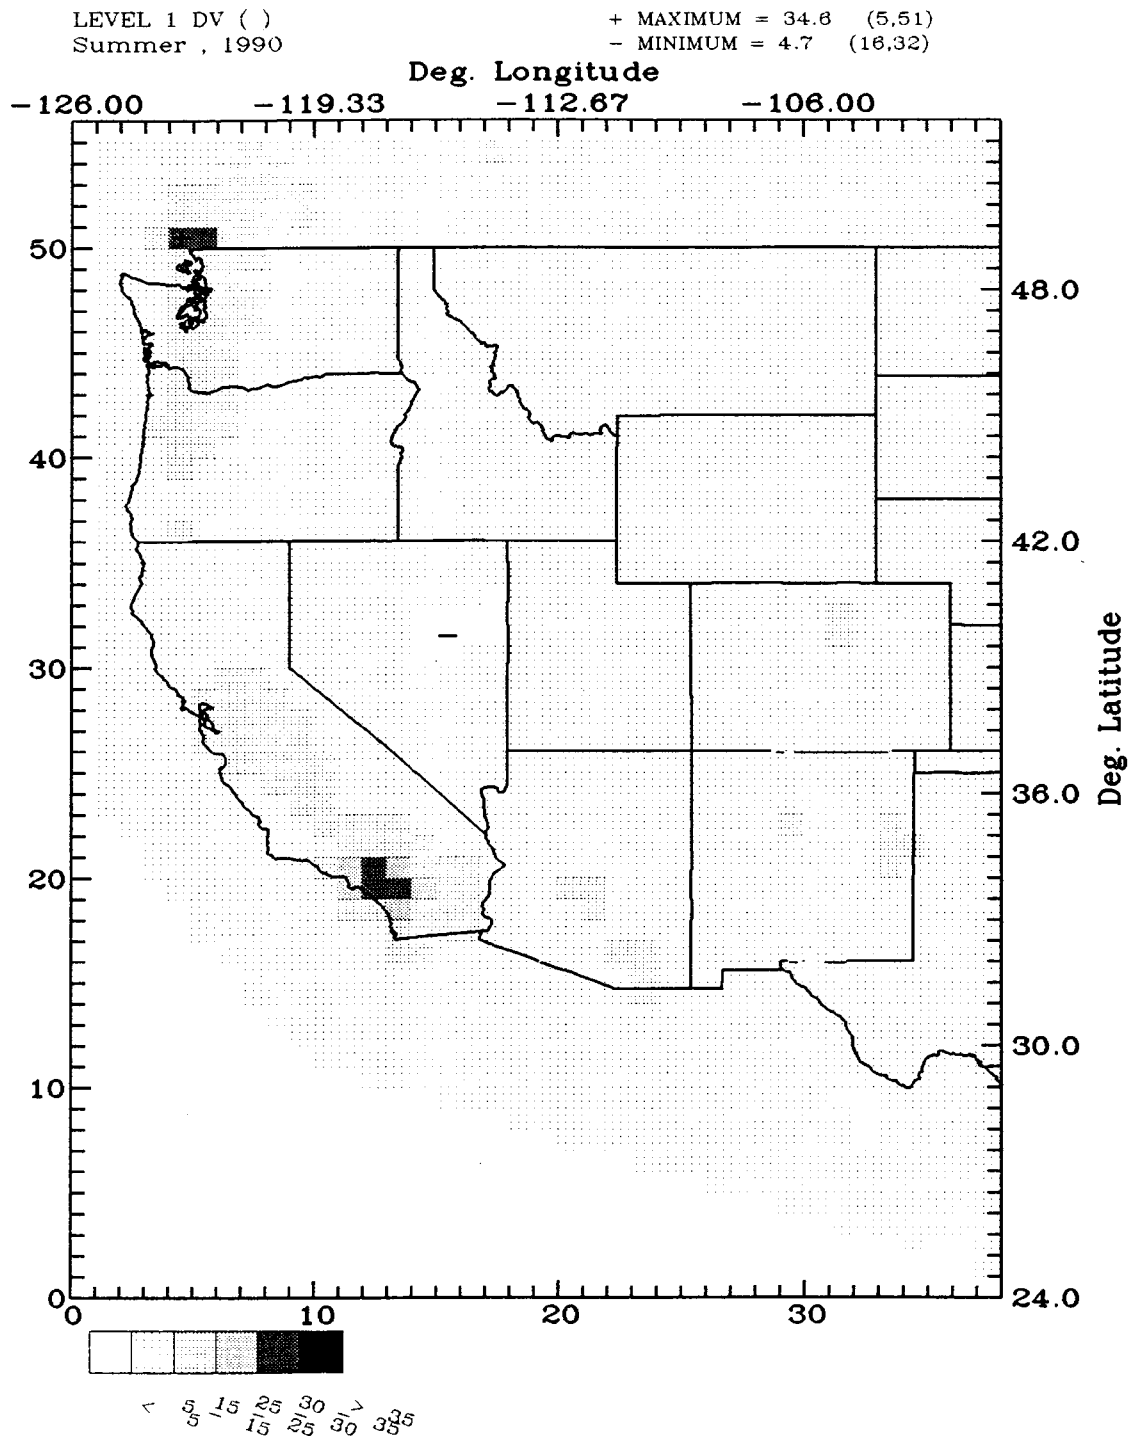 LEVEL 1 DV ( )
+ MAXIMUM = 34.6 (5,51)
Summer , 1990
− MINIMUM = 4.7 (16,32)
Deg. Longitude
−126.00 −119.33 −112.67 −106.00
50
48.0
40
42.0
30
Deg. Latitude
36.0
20
30.0
10
0
24.0
0 10 20 30
< 5 15 25 30 > 35
5 − 15 − 25 − 30 − 35